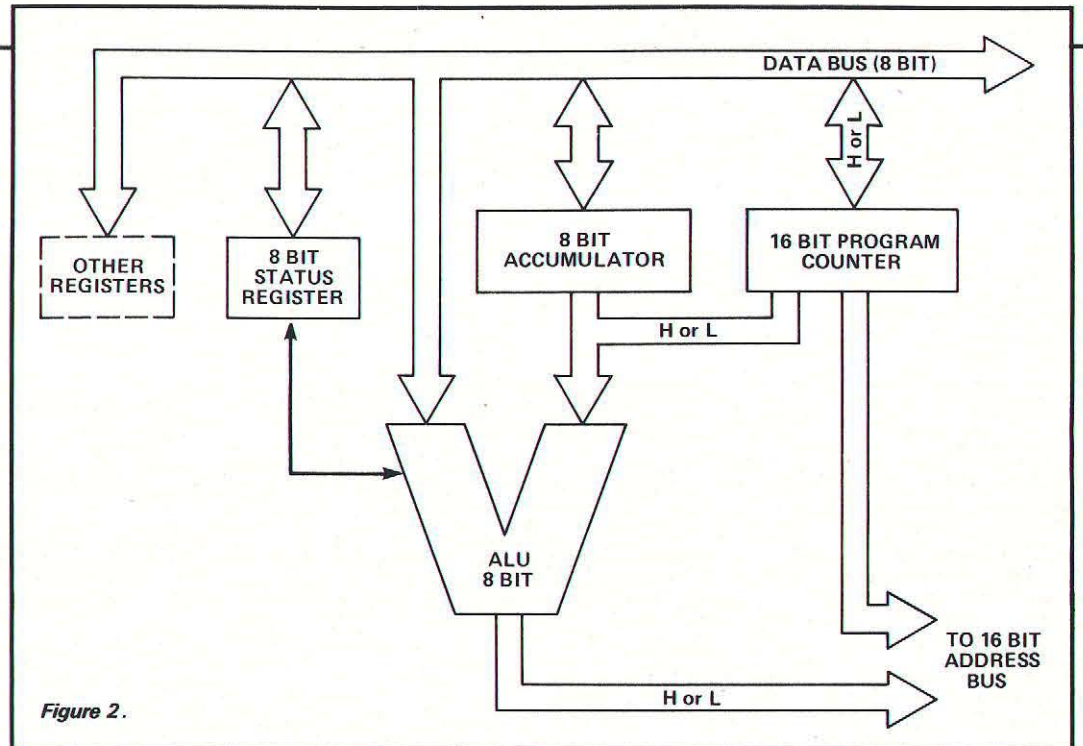 DATA BUS (8 BIT)
H or L
OTHER
REGISTERS
8 BIT
STATUS
REGISTER
8 BIT
ACCUMULATOR
16 BIT PROGRAM
COUNTER
H or L
ALU
8 BIT
TO 16 BIT
ADDRESS
BUS
H or L
Figure 2.